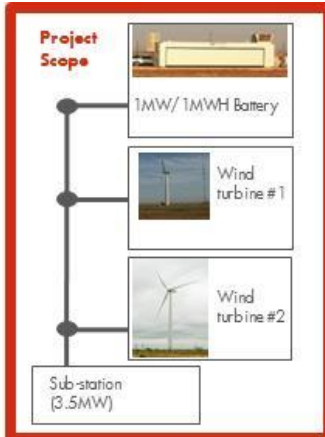 Project
Scope
1MW/ 1MWH Battery
Wind
turbine #1
Wind
turbine #2
Sub-station
(3.5MW)